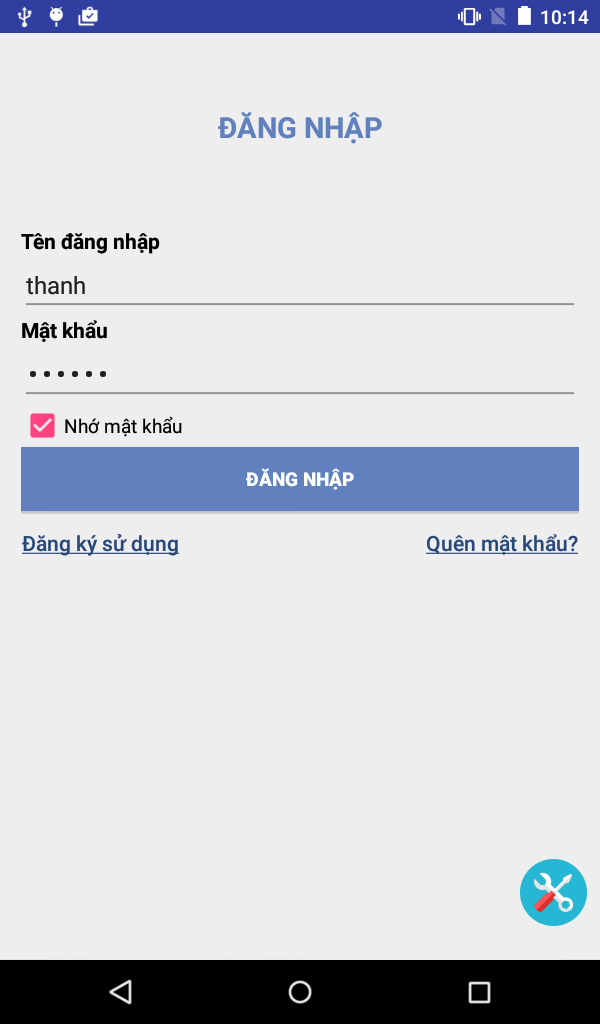 10:14
ĐĂNG NHẬP
Tên đăng nhập
thanh
Mật khẩu
••••••
Nhớ mật khẩu
ĐĂNG NHẬP
Đăng ký sử dụng
Quên mật khẩu?